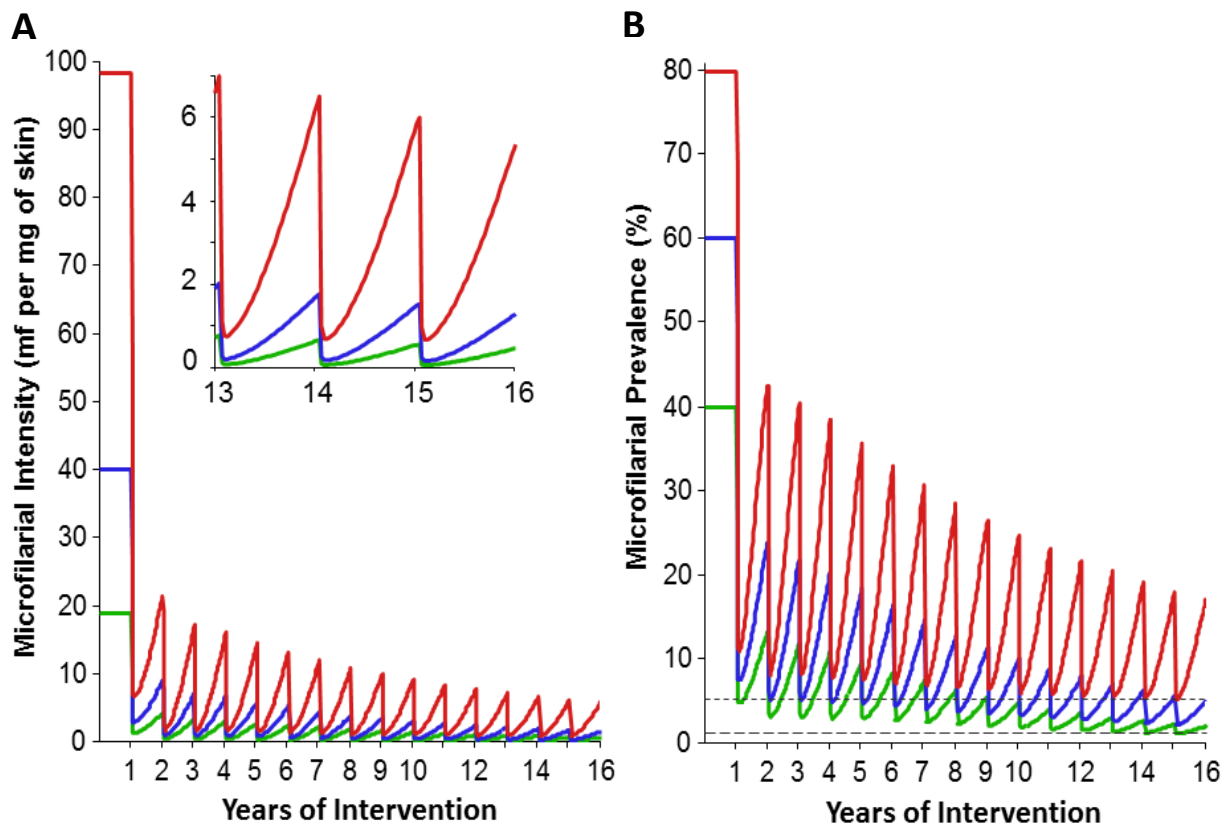 A
Microfilarial Intensity (mf per mg of skin)
100
90
80
70
60
50
40
30
20
10
0
6
4
2
0
13 14 15 16
1 2 3 4 5 6 7 8 9 10 12 14 16
Years of Intervention
B
Microfilarial Prevalence (%)
80
70
60
50
40
30
20
10
0
1 2 3 4 5 6 7 8 9 10 12 14 16
Years of Intervention